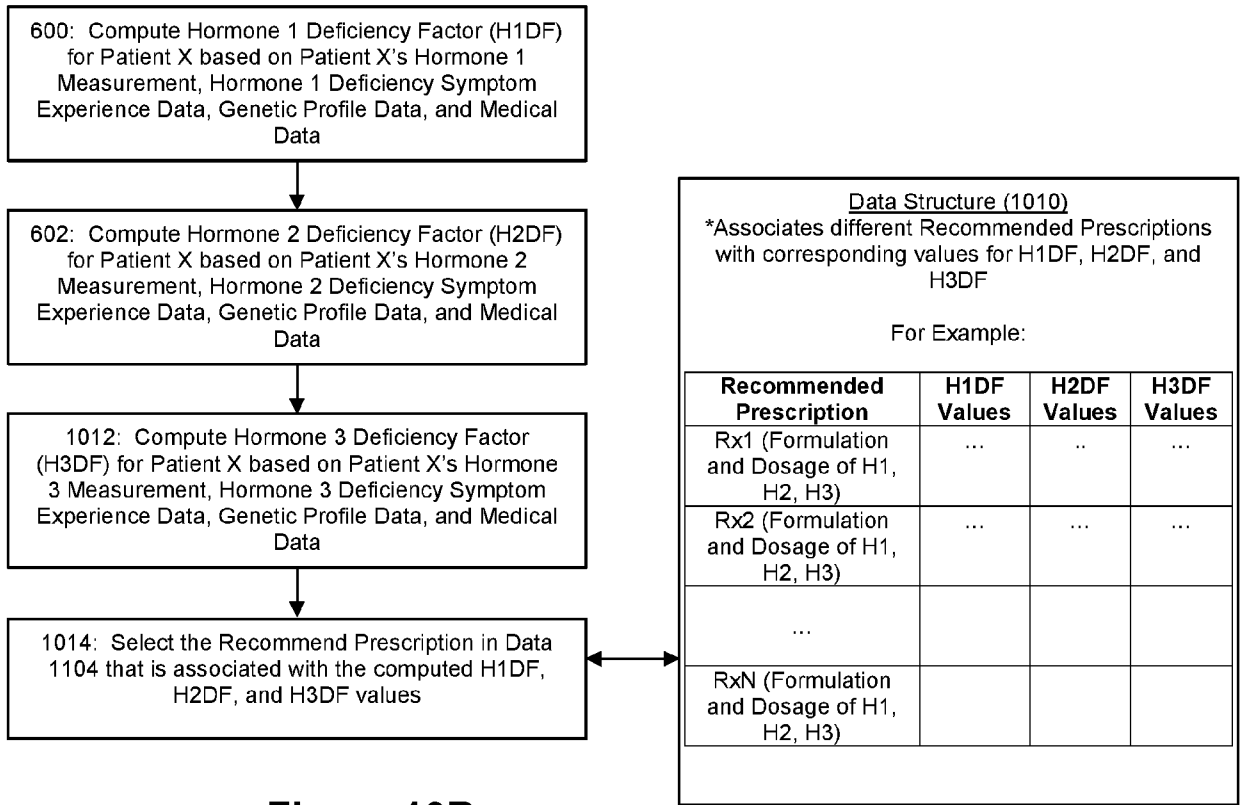 600: Compute Hormone 1 Deficiency Factor (H1DF)
for Patient X based on Patient X's Hormone 1
Measurement, Hormone 1 Deficiency Symptom
Experience Data, Genetic Profile Data, and Medical
Data
602: Compute Hormone 2 Deficiency Factor (H2DF)
for Patient X based on Patient X's Hormone 2
Measurement, Hormone 2 Deficiency Symptom
Experience Data, Genetic Profile Data, and Medical
Data
1012: Compute Hormone 3 Deficiency Factor
(H3DF) for Patient X based on Patient X's Hormone
3 Measurement, Hormone 3 Deficiency Symptom
Experience Data, Genetic Profile Data, and Medical
Data
1014: Select the Recommend Prescription in Data
1104 that is associated with the computed H1DF,
H2DF, and H3DF values
Data Structure (1010)
*Associates different Recommended Prescriptions
with corresponding values for H1DF, H2DF, and
H3DF
For Example:
Recommended H1DF H2DF H3DF
Prescription Values Values Values
Rx1 (Formulation ... .. ...
and Dosage of H1,
H2, H3)
Rx2 (Formulation ... ... ...
and Dosage of H1,
H2, H3)
...
RxN (Formulation
and Dosage of H1,
H2, H3)